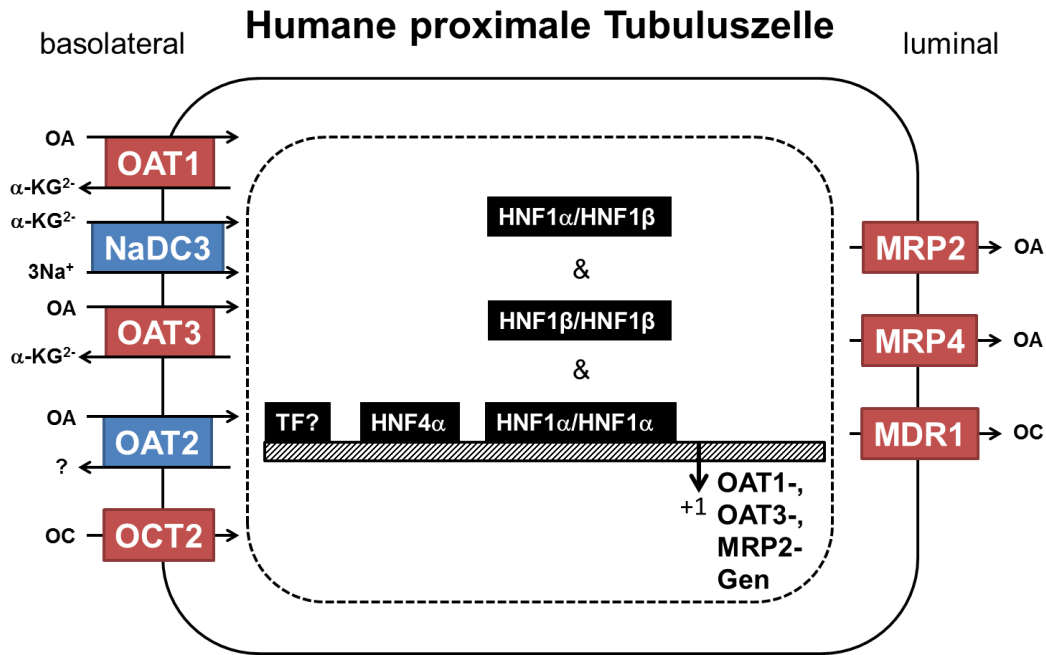 Humane proximale Tubuluszelle
basolateral
luminal
OA
OAT1
α-KG²⁻
α-KG²⁻
NaDC3
3Na⁺
OA
OAT3
α-KG²⁻
OA
OAT2
?
OC
OCT2
HNF1α/HNF1β
&
HNF1β/HNF1β
&
TF?
HNF4α
HNF1α/HNF1α
+1
OAT1-,
OAT3-,
MRP2-
Gen
MRP2
OA
MRP4
OA
MDR1
OC